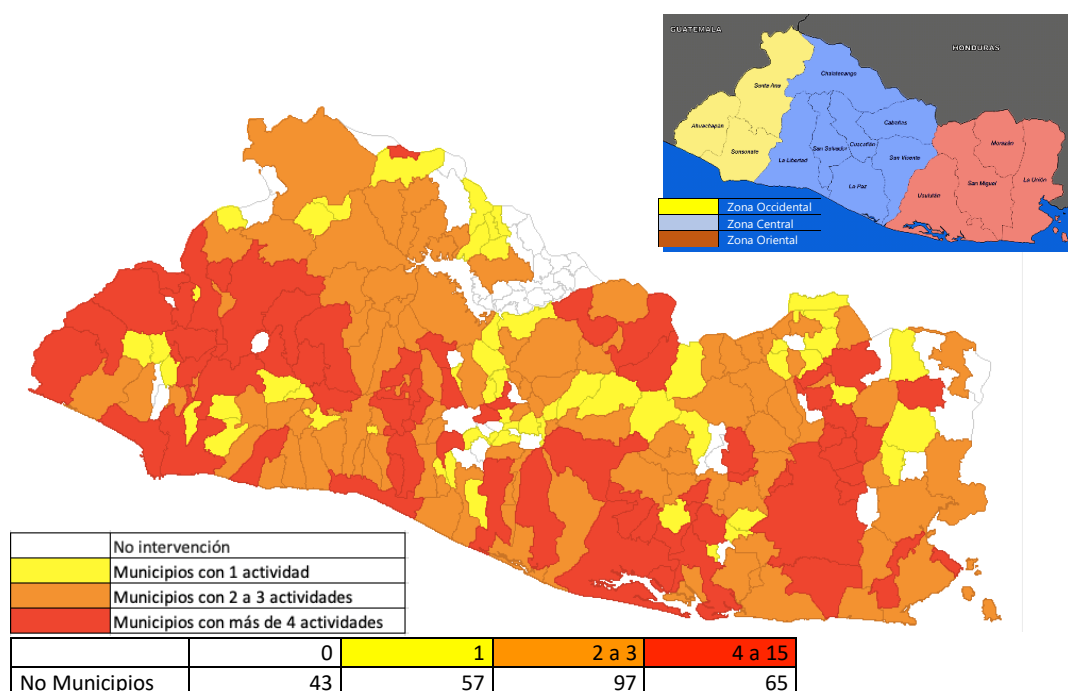 GUATEMALA
HONDURAS
Santa Ana
Chalatenango
Ahuachapán
Cabañas
Sonsonate
La Libertad
San Salvador
Cuscatlán
San Vicente
La Paz
Morazán
Usulután
San Miguel
La Unión
Zona Occidental
Zona Central
Zona Oriental
No intervención
Municipios con 1 actividad
Municipios con 2 a 3 actividades
Municipios con más de 4 actividades
0 1 2 a 3 4 a 15
No Municipios 43 57 97 65